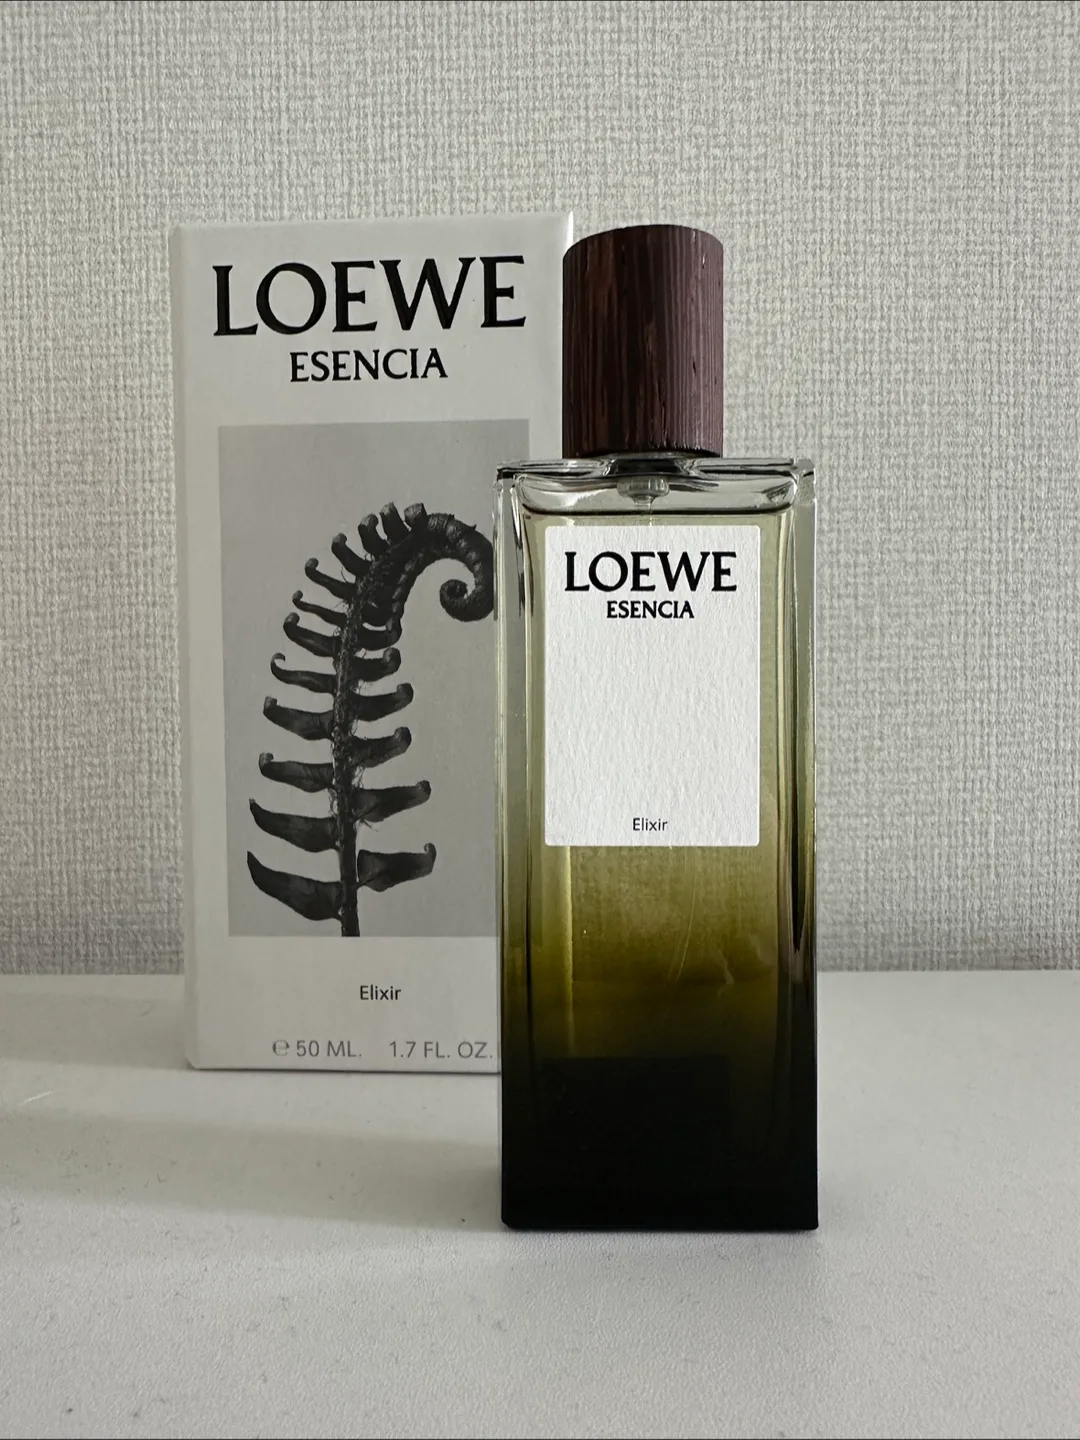 LOEWE
ESENCIA
Elixir
℮ 50 ML. 1.7 FL. OZ.
LOEWE
ESENCIA
Elixir